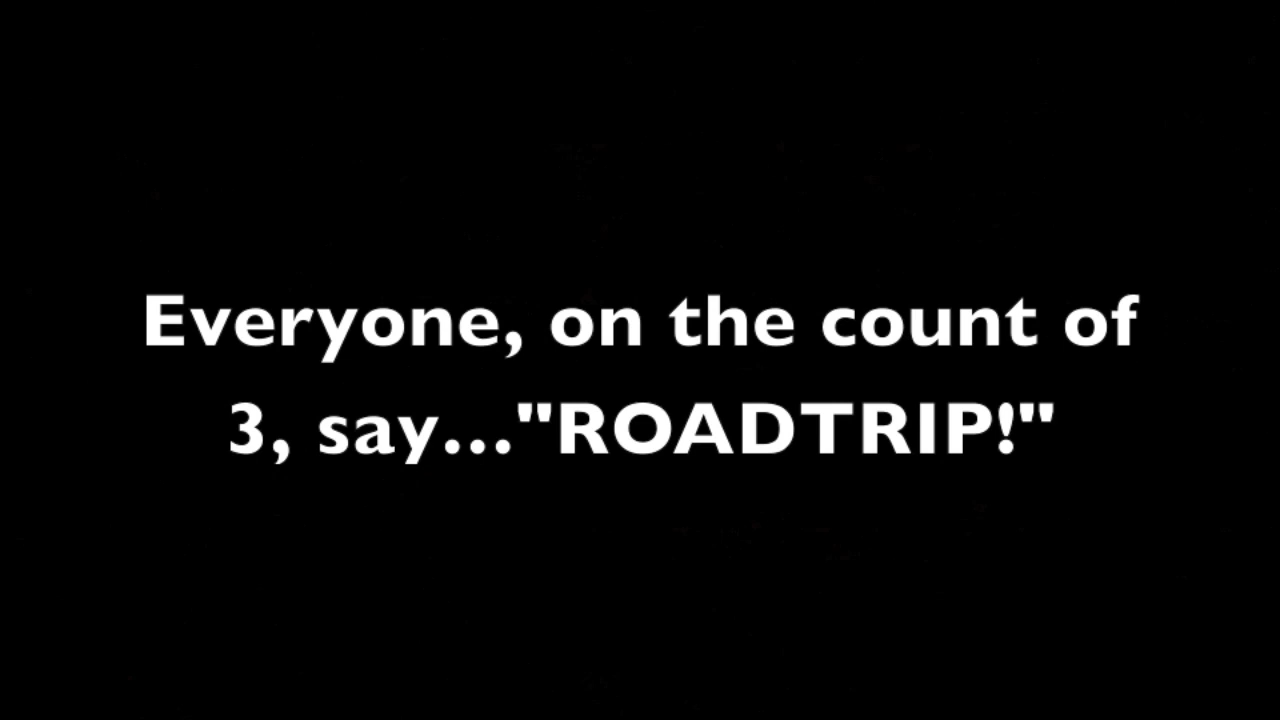 Everyone, on the count of
3, say..."ROADTRIP!"